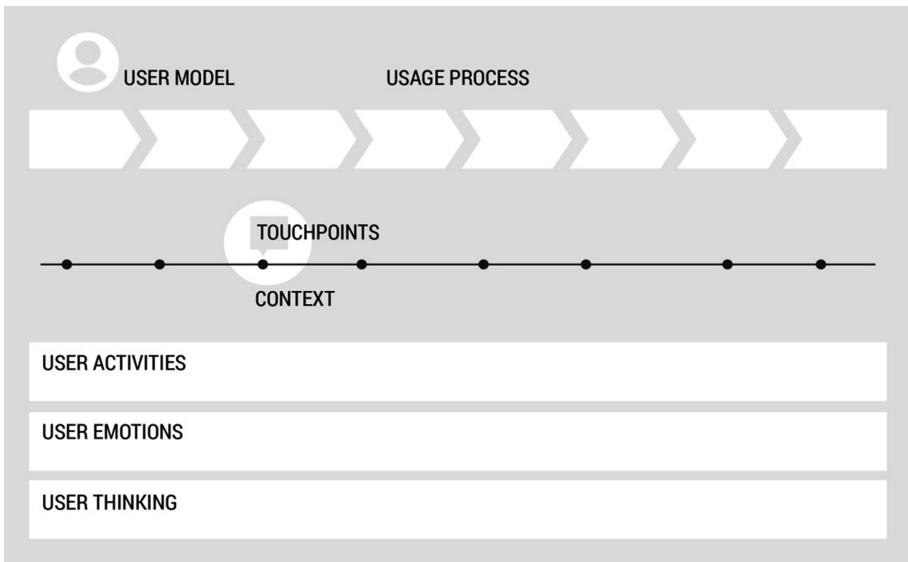 USER MODEL
USAGE PROCESS
TOUCHPOINTS
CONTEXT
USER ACTIVITIES
USER EMOTIONS
USER THINKING